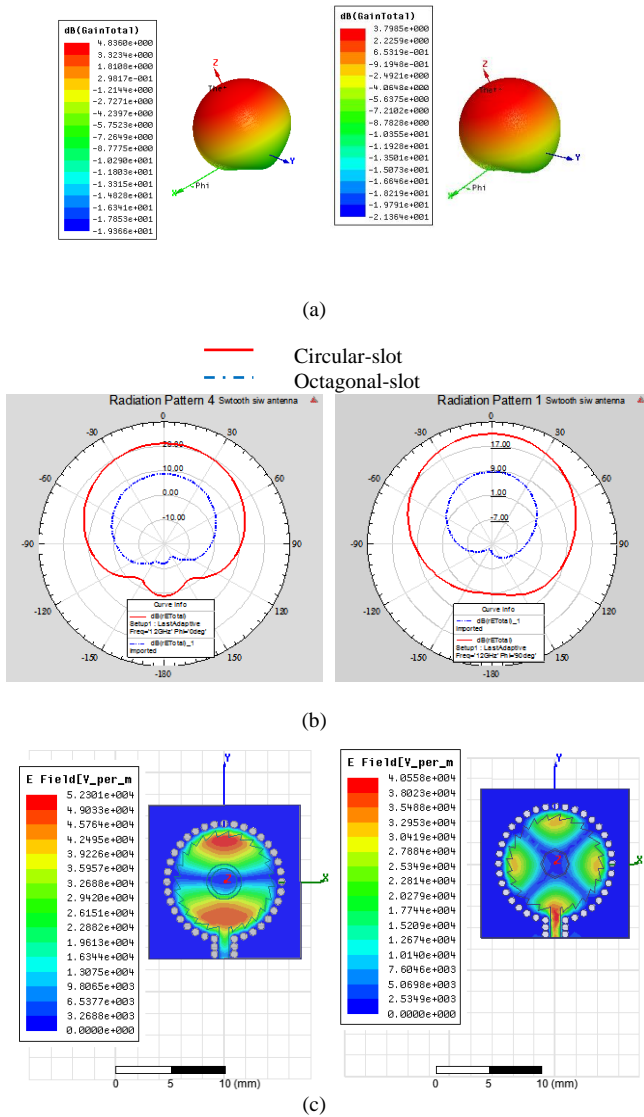 dB(GainTotal)
4.8360e+000
3.3234e+000
1.8108e+000
2.9817e-001
-1.2144e+000
-2.7271e+000
-4.2397e+000
-5.7523e+000
-7.2649e+000
-8.7775e+000
-1.0290e+001
-1.1803e+001
-1.3315e+001
-1.4828e+001
-1.6341e+001
-1.7853e+001
-1.9366e+001
Z
Y
X
Phi
dB(GainTotal)
3.7985e+000
2.2259e+000
6.5319e-001
-9.1948e-001
-2.4921e+000
-4.0648e+000
-5.6375e+000
-7.2102e+000
-8.7828e+000
-1.0355e+001
-1.1928e+001
-1.3501e+001
-1.5073e+001
-1.6646e+001
-1.8219e+001
-1.9791e+001
-2.1364e+001
Z
Y
X
Phi
(a)
Circular-slot
Octagonal-slot
Radiation Pattern 4 Swtooth siw antenna
0
-30 30
-60 60
-90 90
-120 120
-150 150
-180
20.00
10.00
0.00
-10.00
Curve Info
dB(rETotal)
Setup1 : LastAdaptive
Freq='12GHz' Phi='0deg'
dB(rETotal)_1
Imported
Radiation Pattern 1 Swtooth siw antenna
0
-30 30
-60 60
-90 90
-120 120
-150 150
-180
17.00
9.00
1.00
-7.00
Curve Info
dB(rETotal)_1
Imported
dB(rETotal)
Setup1 : LastAdaptive
Freq='12GHz' Phi='90deg'
(b)
E Field[V_per_m
5.2301e+004
4.9033e+004
4.5764e+004
4.2495e+004
3.9226e+004
3.5957e+004
3.2688e+004
2.9420e+004
2.6151e+004
2.2882e+004
1.9613e+004
1.6344e+004
1.3075e+004
9.8065e+003
6.5377e+003
3.2688e+003
0.0000e+000
Y
Z
X
0 5 10 (mm)
E Field[V_per_m
4.0558e+004
3.8023e+004
3.5488e+004
3.2953e+004
3.0419e+004
2.7884e+004
2.5349e+004
2.2814e+004
2.0279e+004
1.7744e+004
1.5209e+004
1.2674e+004
1.0140e+004
7.6046e+003
5.0698e+003
2.5349e+003
0.0000e+000
Y
Z
X
0 5 10 (mm)
(c)